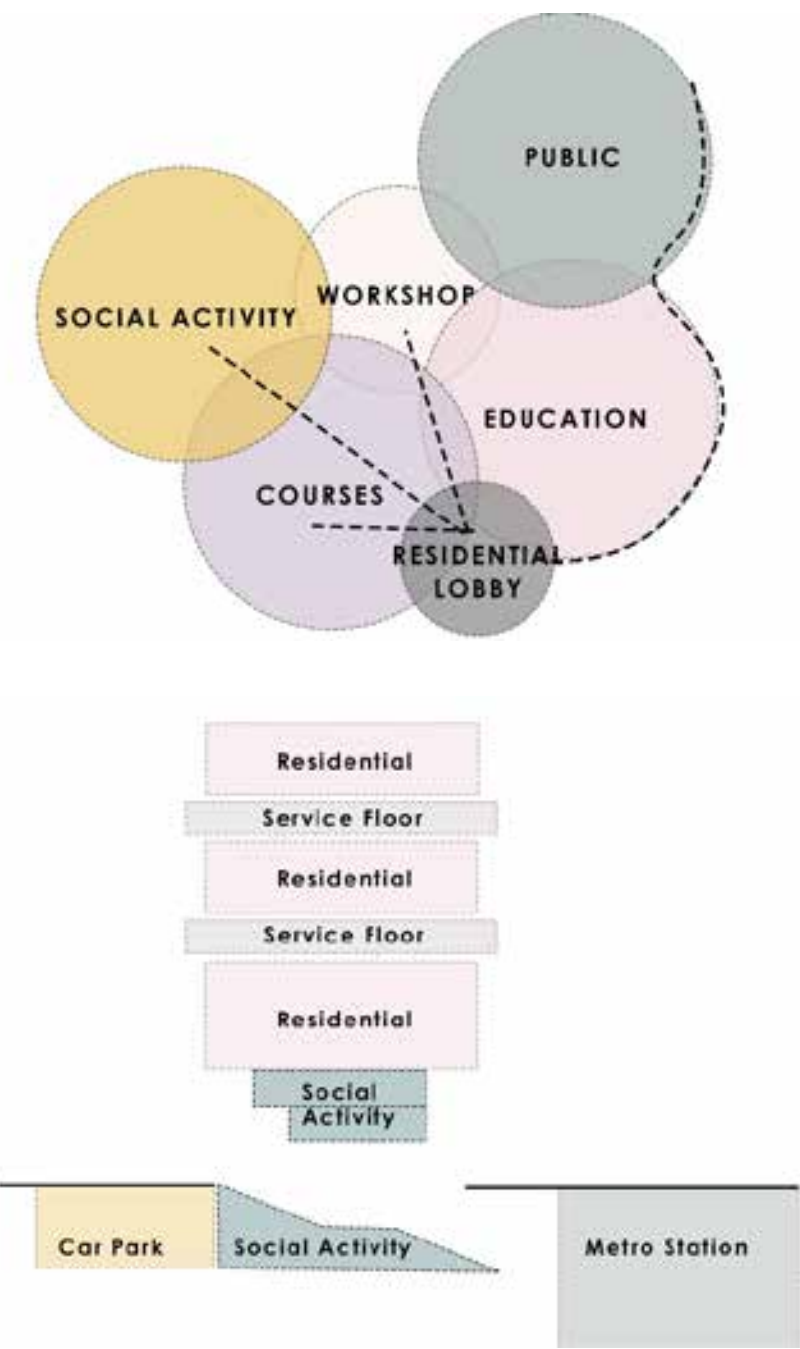 PUBLIC
WORKSHOP
SOCIAL ACTIVITY
EDUCATION
COURSES
RESIDENTIAL
LOBBY
Residential
Service Floor
Residential
Service Floor
Residential
Social
Activity
Car Park
Social Activity
Metro Station